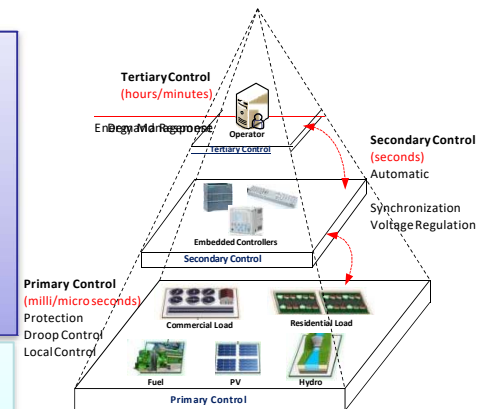 Tertiary Control
(hours/minutes)
Operator
Tertiary Control
Secondary Control
(seconds)
Automatic
Synchronization
Voltage Regulation
Embedded Controllers
Secondary Control
Primary Control
(milli/micro seconds)
Protection
Droop Control
Local Control
Commercial Load
Residential Load
Fuel
PV
Hydro
Primary Control